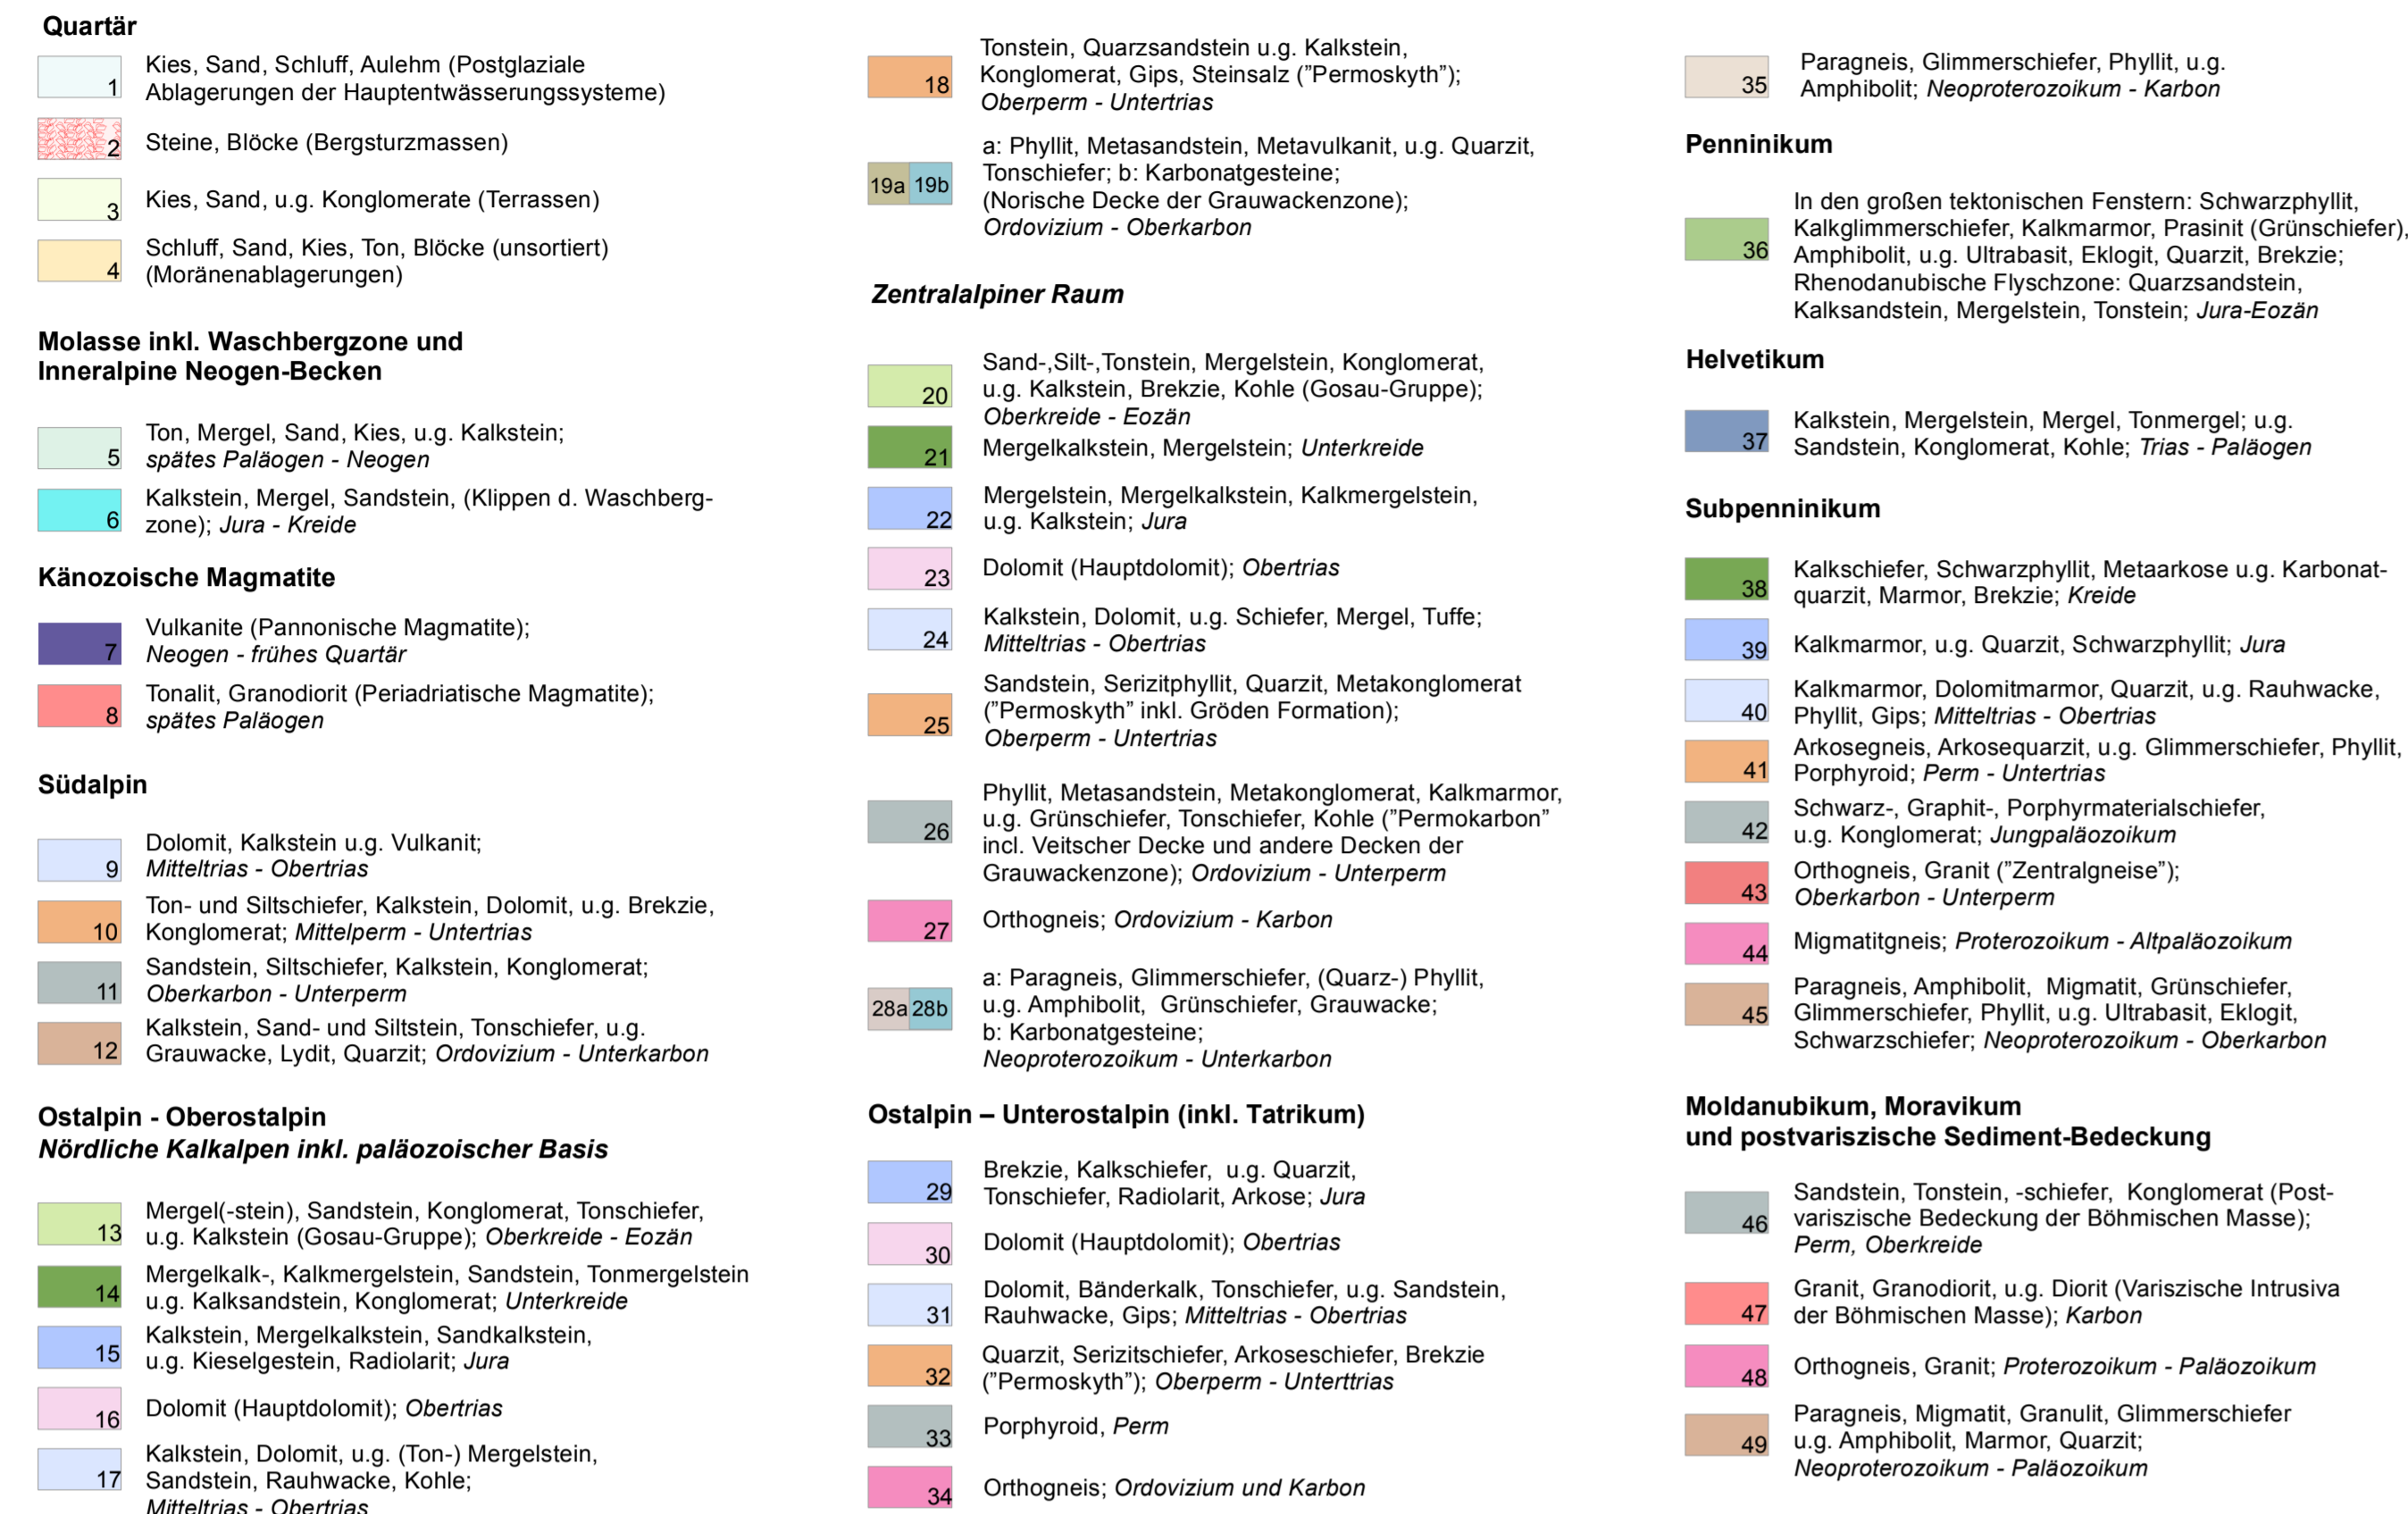 Quartär
1
Kies, Sand, Schluff, Aulehm (Postglaziale
Ablagerungen der Hauptentwässerungssysteme)
2
Steine, Blöcke (Bergsturzmassen)
3
Kies, Sand, u.g. Konglomerate (Terrassen)
4
Schluff, Sand, Kies, Ton, Blöcke (unsortiert)
(Moränenablagerungen)
Molasse inkl. Waschbergzone und
Inneralpine Neogen-Becken
5
Ton, Mergel, Sand, Kies, u.g. Kalkstein;
spätes Paläogen - Neogen
6
Kalkstein, Mergel, Sandstein, (Klippen d. Waschberg-
zone); Jura - Kreide
Känozoische Magmatite
7
Vulkanite (Pannonische Magmatite);
Neogen - frühes Quartär
8
Tonalit, Granodiorit (Periadriatische Magmatite);
spätes Paläogen
Südalpin
9
Dolomit, Kalkstein u.g. Vulkanit;
Mitteltrias - Obertrias
10
Ton- und Siltschiefer, Kalkstein, Dolomit, u.g. Brekzie,
Konglomerat; Mittelperm - Untertrias
11
Sandstein, Siltschiefer, Kalkstein, Konglomerat;
Oberkarbon - Unterperm
12
Kalkstein, Sand- und Siltstein, Tonschiefer, u.g.
Grauwacke, Lydit, Quarzit; Ordovizium - Unterkarbon
Ostalpin - Oberostalpin
Nördliche Kalkalpen inkl. paläozoischer Basis
13
Mergel(-stein), Sandstein, Konglomerat, Tonschiefer,
u.g. Kalkstein (Gosau-Gruppe); Oberkreide - Eozän
14
Mergelkalk-, Kalkmergelstein, Sandstein, Tonmergelstein
u.g. Kalksandstein, Konglomerat; Unterkreide
15
Kalkstein, Mergelkalkstein, Sandkalkstein,
u.g. Kieselgestein, Radiolarit; Jura
16
Dolomit (Hauptdolomit); Obertrias
17
Kalkstein, Dolomit, u.g. (Ton-) Mergelstein,
Sandstein, Rauhwacke, Kohle;
Mitteltrias - Obertrias
18
Tonstein, Quarzsandstein u.g. Kalkstein,
Konglomerat, Gips, Steinsalz ("Permoskyth");
Oberperm - Untertrias
19a 19b
a: Phyllit, Metasandstein, Metavulkanit, u.g. Quarzit,
Tonschiefer; b: Karbonatgesteine;
(Norische Decke der Grauwackenzone);
Ordovizium - Oberkarbon
Zentralalpiner Raum
20
Sand-,Silt-,Tonstein, Mergelstein, Konglomerat,
u.g. Kalkstein, Brekzie, Kohle (Gosau-Gruppe);
Oberkreide - Eozän
21
Mergelkalkstein, Mergelstein; Unterkreide
22
Mergelstein, Mergelkalkstein, Kalkmergelstein,
u.g. Kalkstein; Jura
23
Dolomit (Hauptdolomit); Obertrias
24
Kalkstein, Dolomit, u.g. Schiefer, Mergel, Tuffe;
Mitteltrias - Obertrias
25
Sandstein, Serizitphyllit, Quarzit, Metakonglomerat
("Permoskyth" inkl. Gröden Formation);
Oberperm - Untertrias
26
Phyllit, Metasandstein, Metakonglomerat, Kalkmarmor,
u.g. Grünschiefer, Tonschiefer, Kohle ("Permokarbon"
incl. Veitscher Decke und andere Decken der
Grauwackenzone); Ordovizium - Unterperm
27
Orthogneis; Ordovizium - Karbon
28a 28b
a: Paragneis, Glimmerschiefer, (Quarz-) Phyllit,
u.g. Amphibolit, Grünschiefer, Grauwacke;
b: Karbonatgesteine;
Neoproterozoikum - Unterkarbon
Ostalpin – Unterostalpin (inkl. Tatrikum)
29
Brekzie, Kalkschiefer, u.g. Quarzit,
Tonschiefer, Radiolarit, Arkose; Jura
30
Dolomit (Hauptdolomit); Obertrias
31
Dolomit, Bänderkalk, Tonschiefer, u.g. Sandstein,
Rauhwacke, Gips; Mitteltrias - Obertrias
32
Quarzit, Serizitschiefer, Arkoseschiefer, Brekzie
("Permoskyth"); Oberperm - Unterttrias
33
Porphyroid, Perm
34
Orthogneis; Ordovizium und Karbon
35
Paragneis, Glimmerschiefer, Phyllit, u.g.
Amphibolit; Neoproterozoikum - Karbon
Penninikum
36
In den großen tektonischen Fenstern: Schwarzphyllit,
Kalkglimmerschiefer, Kalkmarmor, Prasinit (Grünschiefer),
Amphibolit, u.g. Ultrabasit, Eklogit, Quarzit, Brekzie;
Rhenodanubische Flyschzone: Quarzsandstein,
Kalksandstein, Mergelstein, Tonstein; Jura-Eozän
Helvetikum
37
Kalkstein, Mergelstein, Mergel, Tonmergel; u.g.
Sandstein, Konglomerat, Kohle; Trias - Paläogen
Subpenninikum
38
Kalkschiefer, Schwarzphyllit, Metaarkose u.g. Karbonat-
quarzit, Marmor, Brekzie; Kreide
39
Kalkmarmor, u.g. Quarzit, Schwarzphyllit; Jura
40
Kalkmarmor, Dolomitmarmor, Quarzit, u.g. Rauhwacke,
Phyllit, Gips; Mitteltrias - Obertrias
41
Arkosegneis, Arkosequarzit, u.g. Glimmerschiefer, Phyllit,
Porphyroid; Perm - Untertrias
42
Schwarz-, Graphit-, Porphyrmaterialschiefer,
u.g. Konglomerat; Jungpaläozoikum
43
Orthogneis, Granit ("Zentralgneise");
Oberkarbon - Unterperm
44
Migmatitgneis; Proterozoikum - Altpaläozoikum
45
Paragneis, Amphibolit, Migmatit, Grünschiefer,
Glimmerschiefer, Phyllit, u.g. Ultrabasit, Eklogit,
Schwarzschiefer; Neoproterozoikum - Oberkarbon
Moldanubikum, Moravikum
und postvariszische Sediment-Bedeckung
46
Sandstein, Tonstein, -schiefer, Konglomerat (Post-
variszische Bedeckung der Böhmischen Masse);
Perm, Oberkreide
47
Granit, Granodiorit, u.g. Diorit (Variszische Intrusiva
der Böhmischen Masse); Karbon
48
Orthogneis, Granit; Proterozoikum - Paläozoikum
49
Paragneis, Migmatit, Granulit, Glimmerschiefer
u.g. Amphibolit, Marmor, Quarzit;
Neoproterozoikum - Paläozoikum